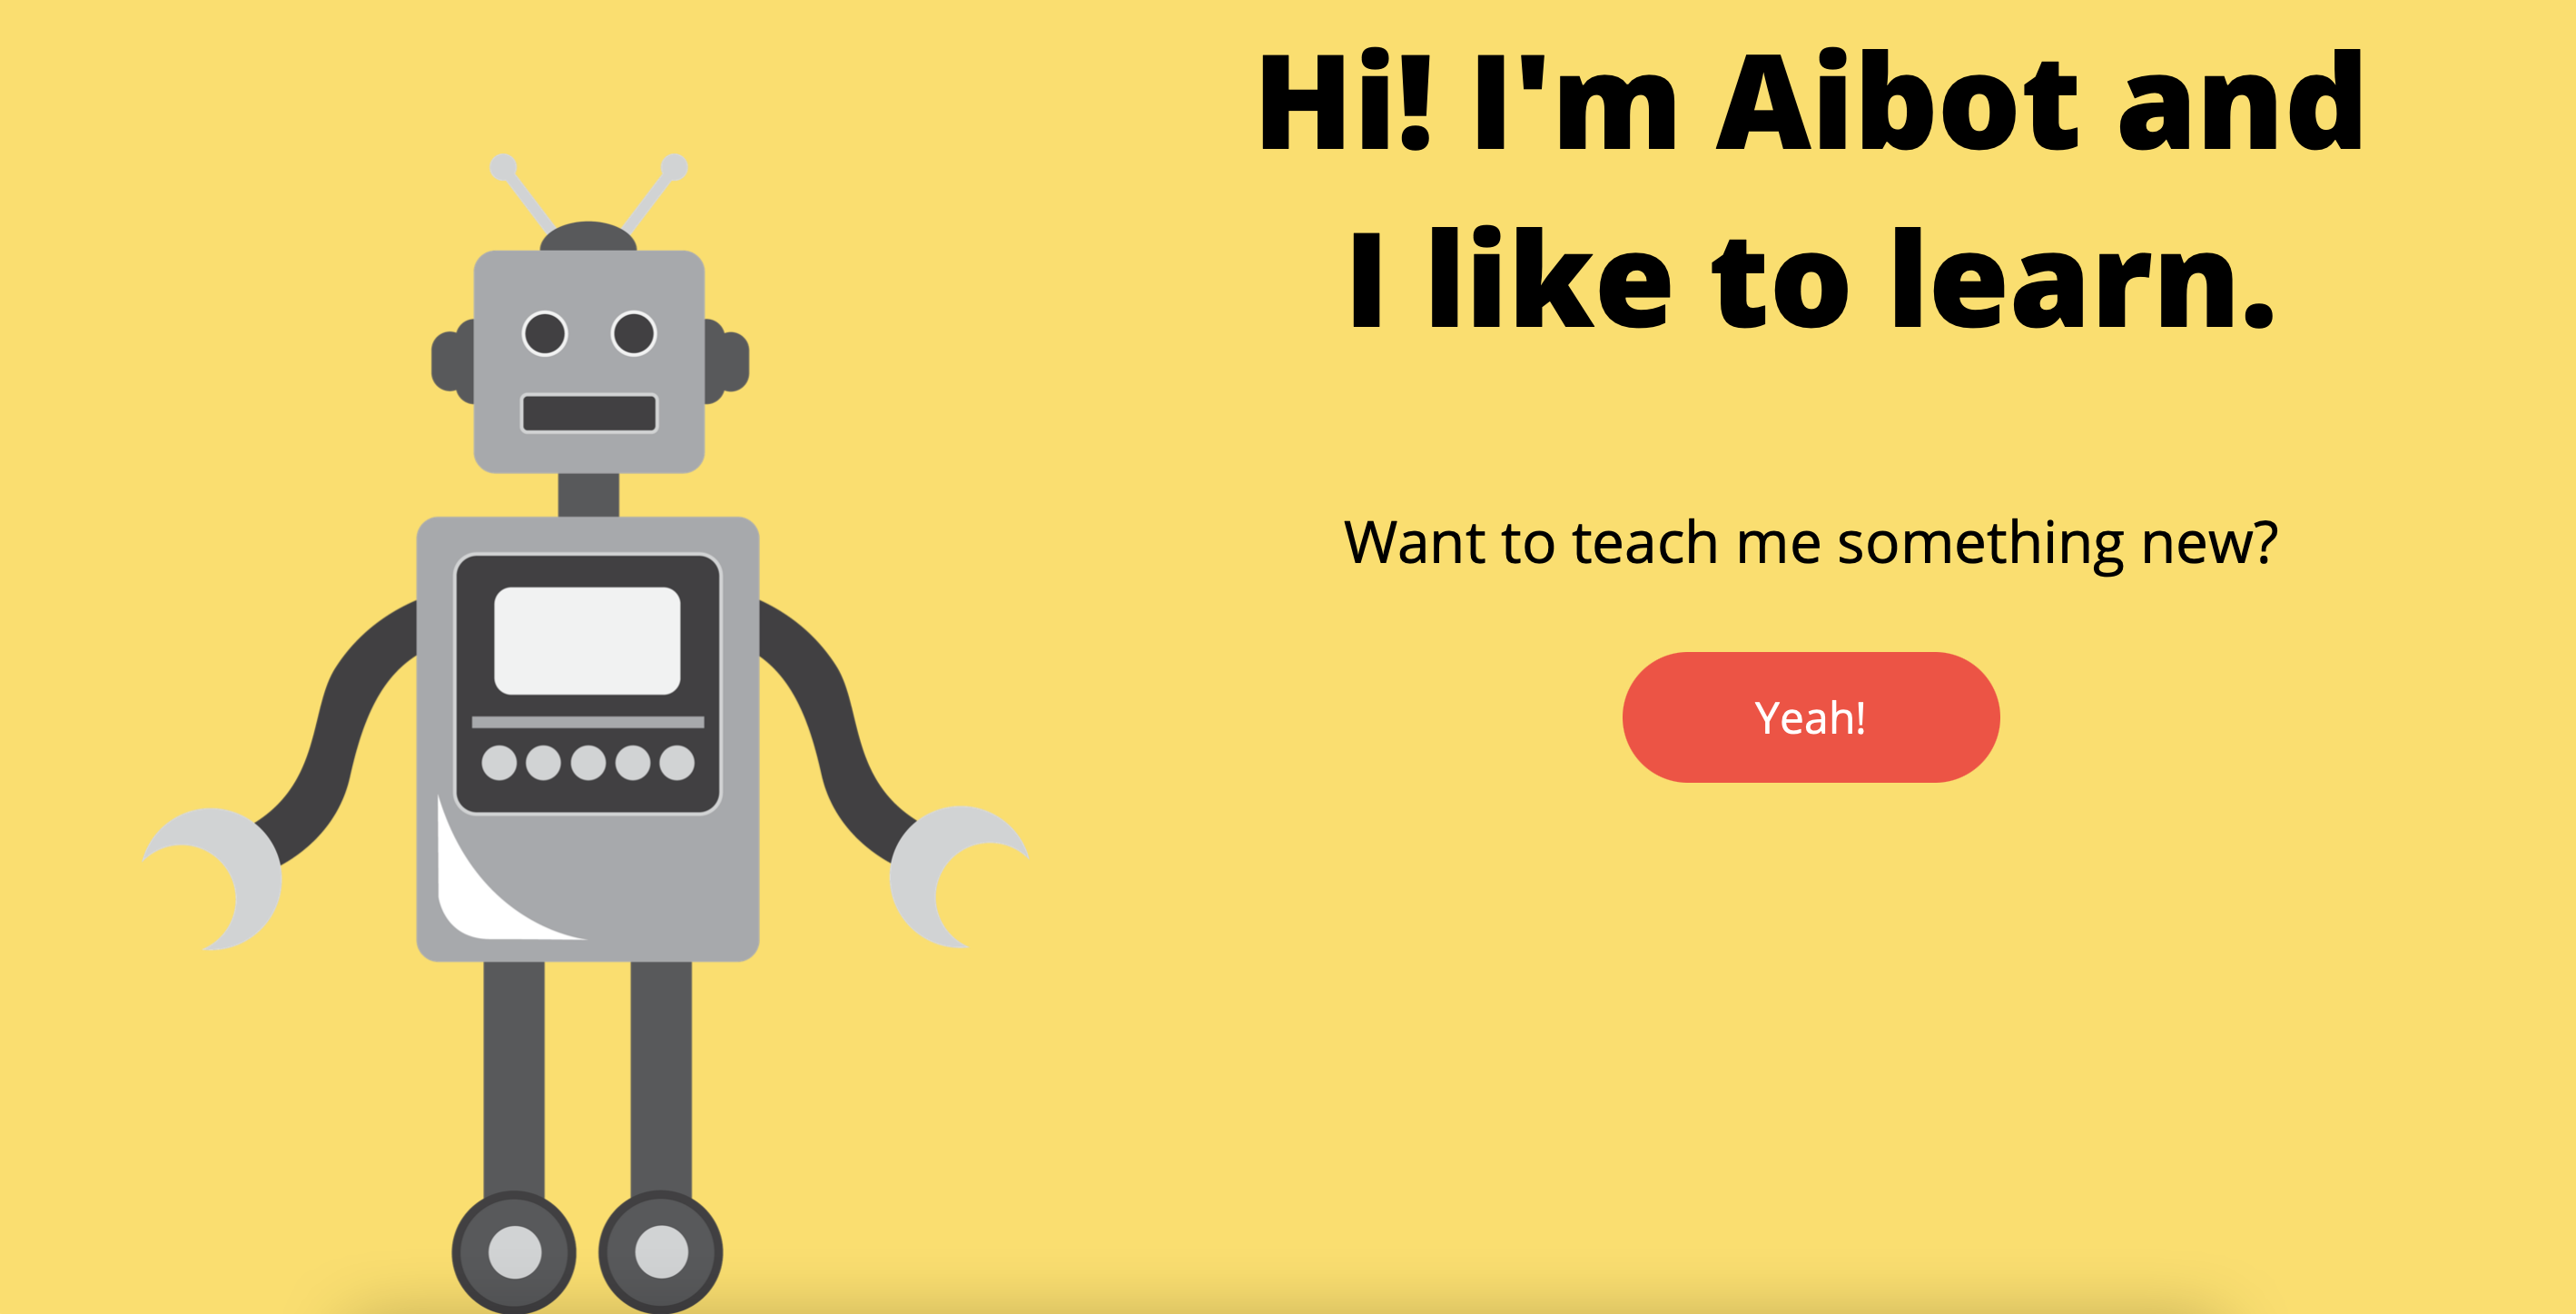 Hi! I'm Aibot and
I like to learn.
Want to teach me something new?
Yeah!